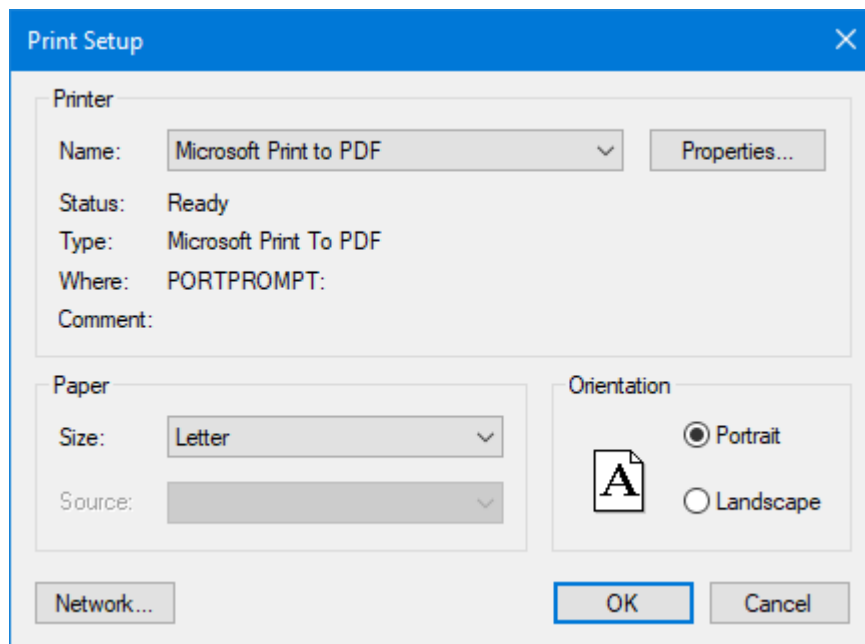 Print Setup
Printer
Name: Microsoft Print to PDF Properties...
Status: Ready
Type: Microsoft Print To PDF
Where: PORTPROMPT:
Comment:
Paper
Size: Letter
Source:
Orientation
A
Portrait
Landscape
Network... OK Cancel